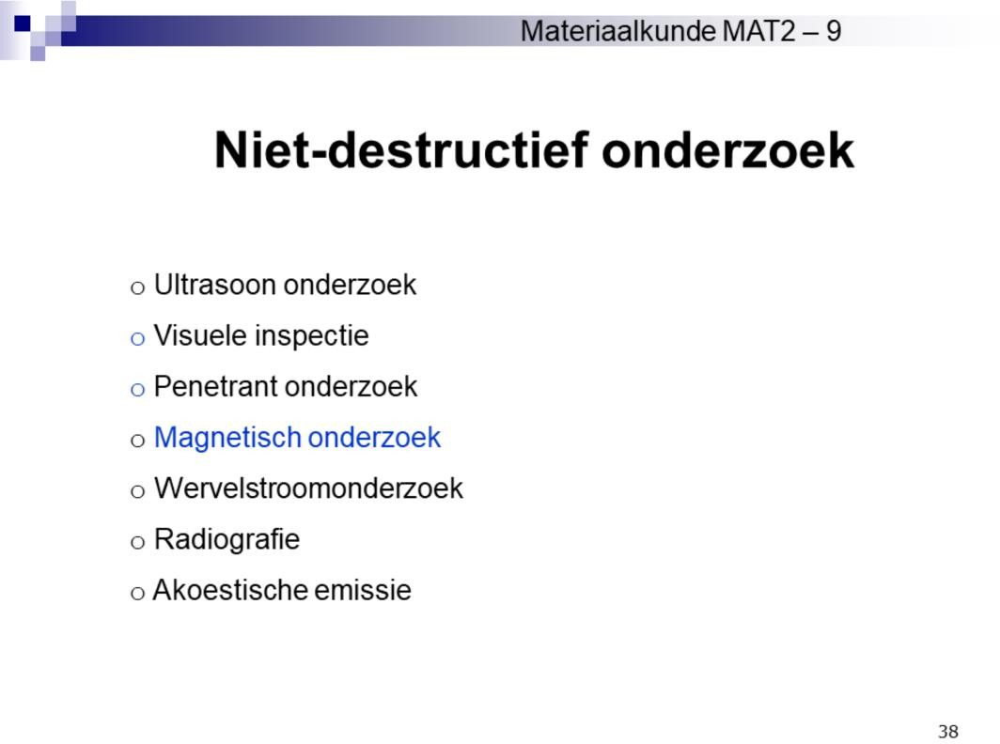 Materiaalkunde MAT2 – 9
Niet-destructief onderzoek
o Ultrasoon onderzoek
o Visuele inspectie
o Penetrant onderzoek
o Magnetisch onderzoek
o Wervelstroomonderzoek
o Radiografie
o Akoestische emissie
38